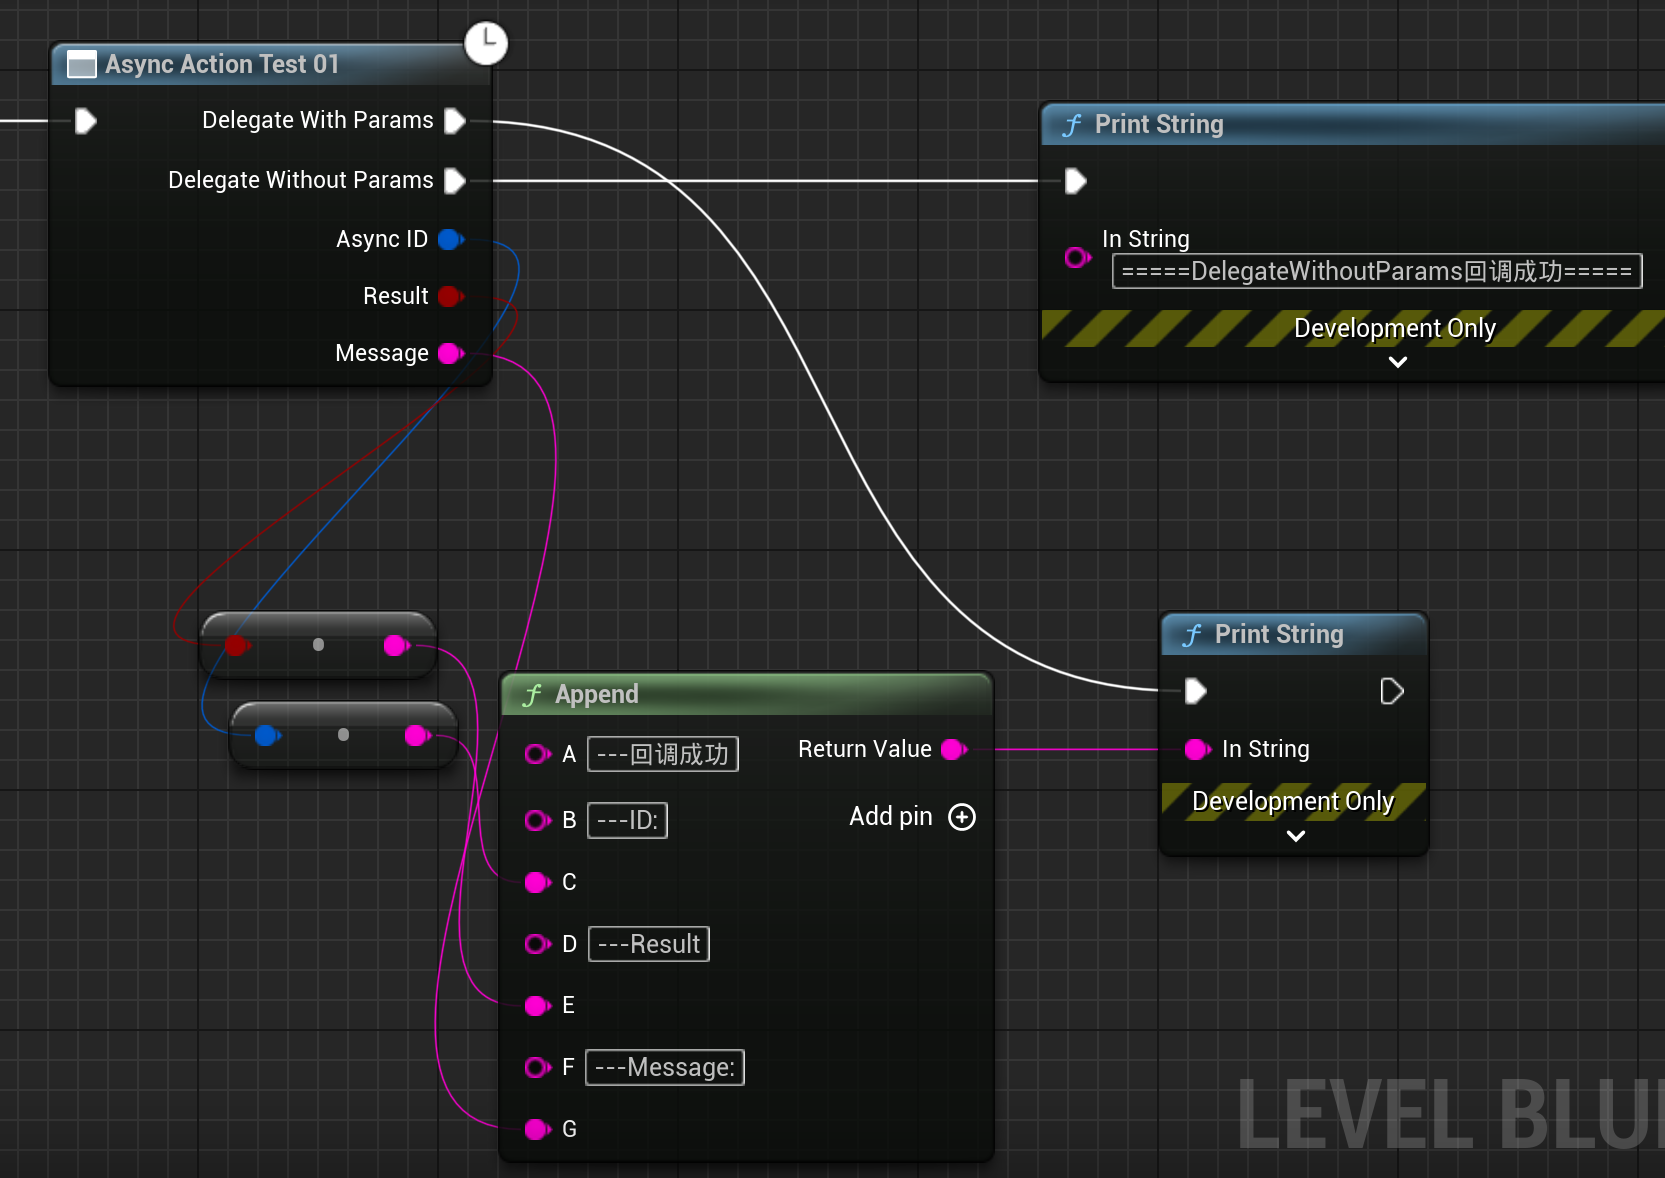 Async Action Test 01
Delegate With Params
Delegate Without Params
Async ID
Result
Message
Print String
In String
=====DelegateWithoutParams回调成功=====
Development Only
Append
A ---回调成功
Return Value
B ---ID:
Add pin
C
D ---Result
E
F ---Message:
G
Print String
In String
Development Only
LEVEL BLU